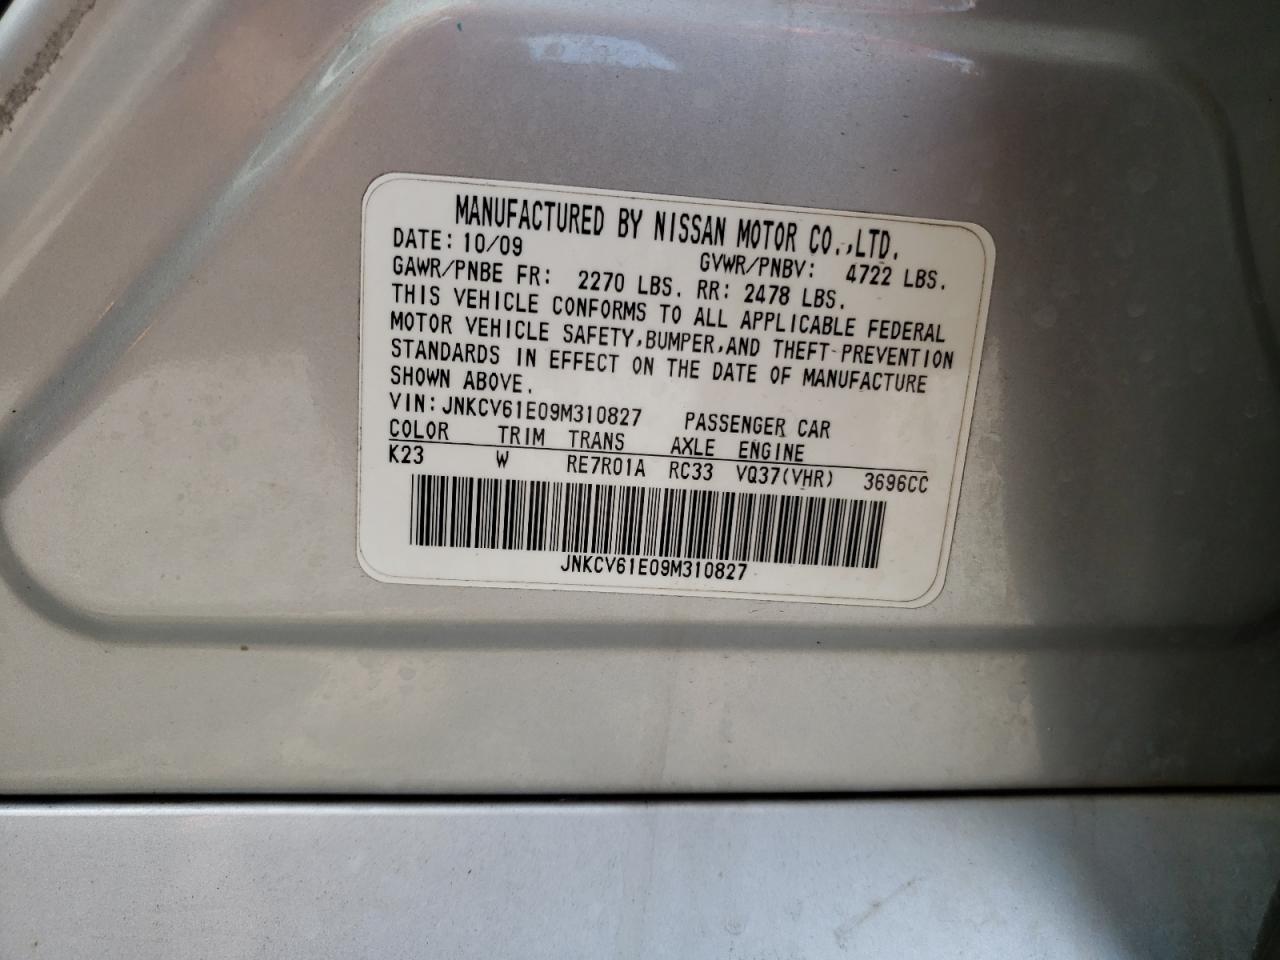 MANUFACTURED BY NISSAN MOTOR CO.,LTD.
DATE: 10/09 GVWR/PNBV: 4722 LBS.
GAWR/PNBE FR: 2270 LBS. RR: 2478 LBS.
THIS VEHICLE CONFORMS TO ALL APPLICABLE FEDERAL
MOTOR VEHICLE SAFETY,BUMPER,AND THEFT-PREVENTION
STANDARDS IN EFFECT ON THE DATE OF MANUFACTURE
SHOWN ABOVE.
VIN: JNKCV61E09M310827 PASSENGER CAR
COLOR TRIM TRANS AXLE ENGINE
K23 W RE7R01A RC33 VQ37(VHR) 3696CC
JNKCV61E09M310827